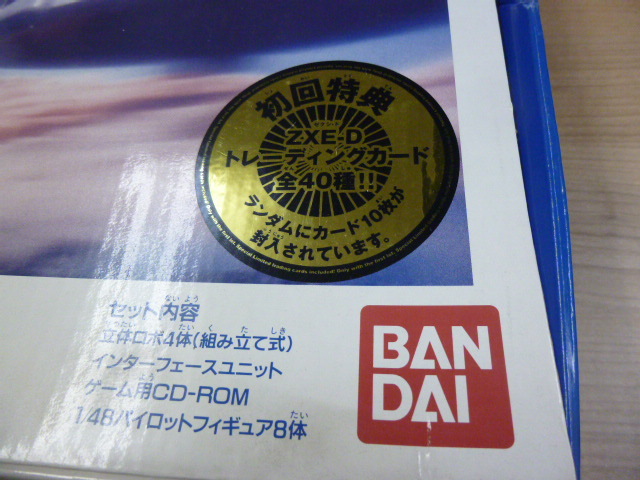 初回特典
ZXE-D
トレーディングカード
全40種!!
ランダムにカード10枚が
封入されています。
セット内容
立体ロボ4体(組み立て式)
インターフェースユニット
ゲーム用CD-ROM
1/48パイロットフィギュア8体
BAN
DAI